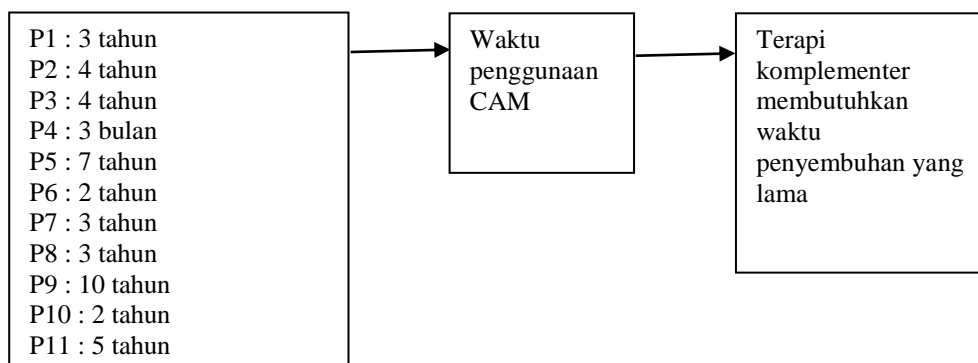 P1 : 3 tahun
P2 : 4 tahun
P3 : 4 tahun
P4 : 3 bulan
P5 : 7 tahun
P6 : 2 tahun
P7 : 3 tahun
P8 : 3 tahun
P9 : 10 tahun
P10 : 2 tahun
P11 : 5 tahun
Waktu
penggunaan
CAM
Terapi
komplementer
membutuhkan
waktu
penyembuhan yang
lama